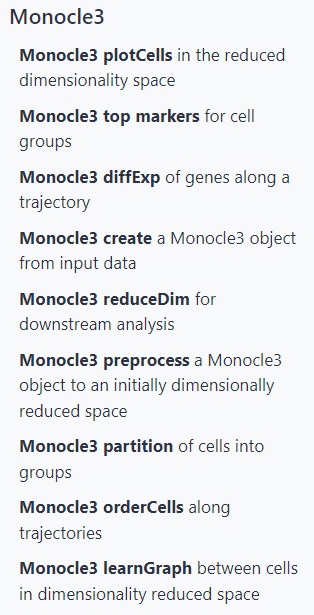 Monocle3
Monocle3 plotCells in the reduced
dimensionality space
Monocle3 top markers for cell
groups
Monocle3 diffExp of genes along a
trajectory
Monocle3 create a Monocle3 object
from input data
Monocle3 reduceDim for
downstream analysis
Monocle3 preprocess a Monocle3
object to an initially dimensionally
reduced space
Monocle3 partition of cells into
groups
Monocle3 orderCells along
trajectories
Monocle3 learnGraph between cells
in dimensionality reduced space